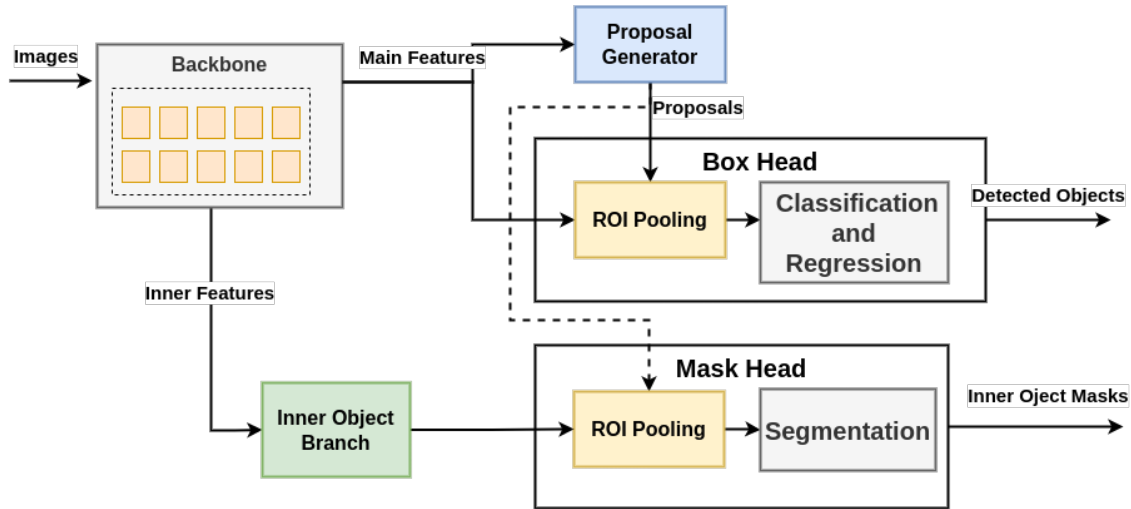 Images
Backbone
Main Features
Proposal
Generator
Proposals
Box Head
ROI Pooling
Classification
and
Regression
Detected Objects
Inner Features
Inner Object
Branch
Mask Head
ROI Pooling
Segmentation
Inner Oject Masks